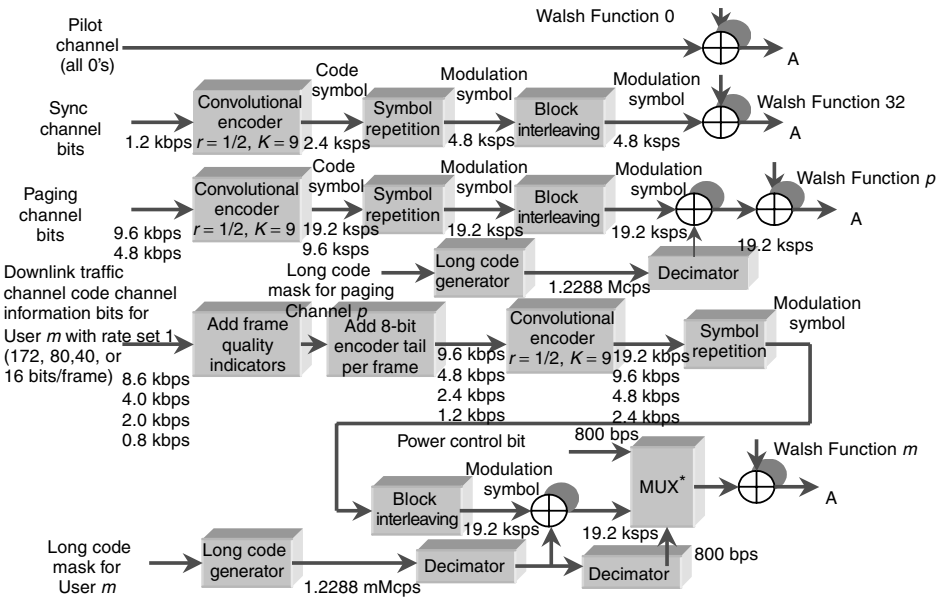 Walsh Function 0
Pilot
channel
(all 0's)
A
Code
symbol
Modulation
symbol
Modulation
symbol
Sync
channel
bits
1.2 kbps
Convolutional
encoder
r = 1/2, K = 9
2.4 ksps
Symbol
repetition
4.8 ksps
Block
interleaving
4.8 ksps
Walsh Function 32
A
Code
symbol
Modulation
symbol
Modulation
symbol
Paging
channel
bits
9.6 kbps
4.8 kbps
Convolutional
encoder
r = 1/2, K = 9
19.2 ksps
9.6 ksps
Symbol
repetition
19.2 ksps
Block
interleaving
19.2 ksps
19.2 ksps
Walsh Function p
A
Long code
mask for paging
Channel p
Long code
generator
1.2288 Mcps
Decimator
Downlink traffic
channel code channel
information bits for
User m with rate set 1
(172, 80,40, or
16 bits/frame)
8.6 kbps
4.0 kbps
2.0 kbps
0.8 kbps
Add frame
quality
indicators
Add 8-bit
encoder tail
per frame
9.6 kbps
4.8 kbps
2.4 kbps
1.2 kbps
Convolutional
encoder
r = 1/2, K = 9
19.2 kbps
9.6 kbps
4.8 kbps
2.4 kbps
Symbol
repetition
Modulation
symbol
Power control bit
800 bps
Block
interleaving
Modulation
symbol
19.2 ksps
19.2 ksps
MUX*
Walsh Function m
A
800 bps
Long code
mask for
User m
Long code
generator
1.2288 mMcps
Decimator
Decimator